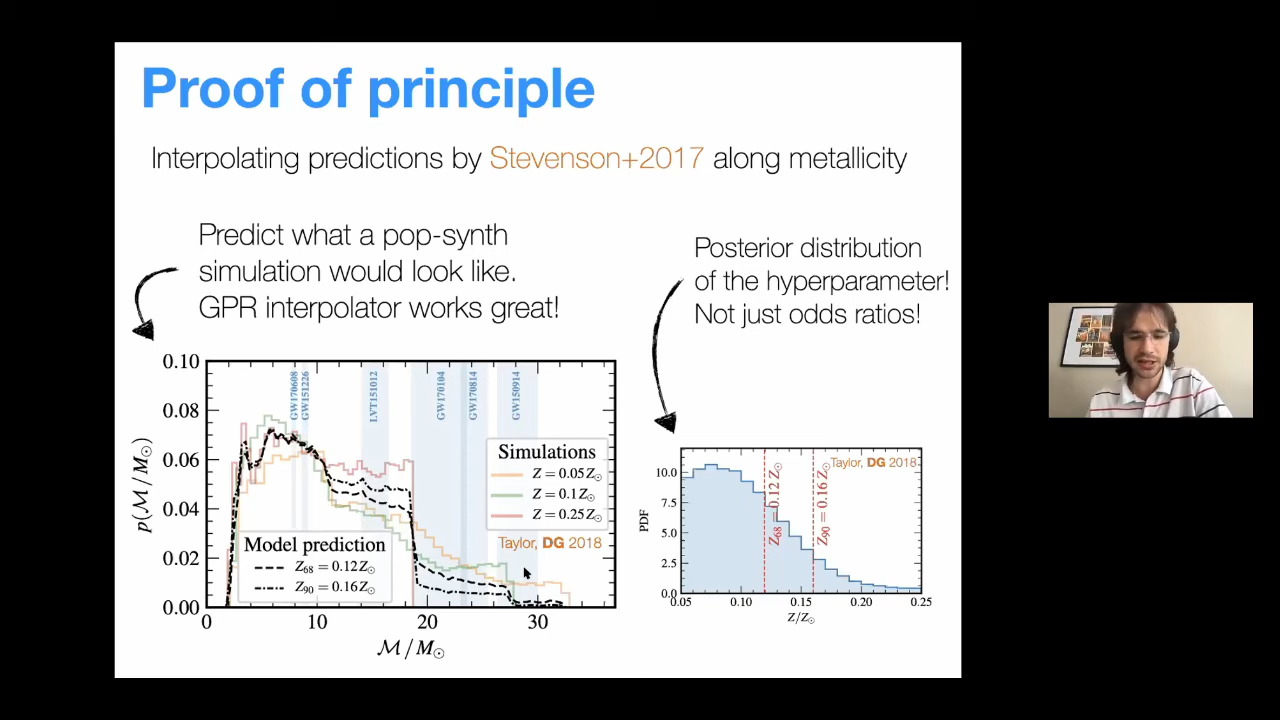 Proof of principle
Interpolating predictions by Stevenson+2017 along metallicity
Predict what a pop-synth
simulation would look like.
GPR interpolator works great!
Posterior distribution
of the hyperparameter!
Not just odds ratios!
0.10
0.08
0.06
0.04
0.02
0.00
p(ℳ/M⊙)
GW170608
GW151226
LVT151012
GW170104
GW170814
GW150914
Simulations
Z = 0.05Z⊙
Z = 0.1Z⊙
Z = 0.25Z⊙
Taylor, DG 2018
Model prediction
Z68 = 0.12Z⊙
Z90 = 0.16Z⊙
0 10 20 30
ℳ/M⊙
10.0
7.5
5.0
2.5
0.0
PDF
Taylor, DG 2018
Z68 = 0.12 Z⊙
Z90 = 0.16 Z⊙
0.05 0.10 0.15 0.20 0.25
Z/Z⊙